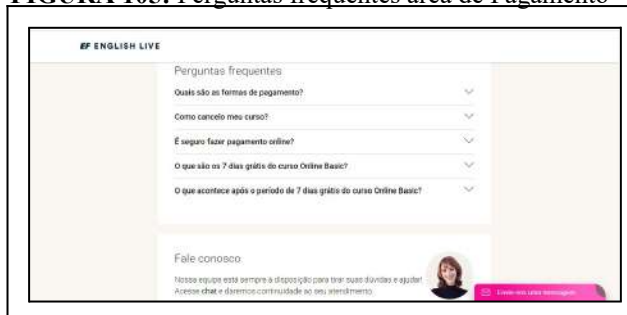 FIGURA 103: Perguntas frequentes área de Pagamento
EF ENGLISH LIVE
Perguntas frequentes
Quais são as formas de pagamento?
Como cancelo meu curso?
É seguro fazer pagamento online?
O que são os 7 dias grátis do curso Online Basic?
O que acontece após o período de 7 dias grátis do curso Online Basic?
Fale conosco
Nossa equipe está sempre à disposição para tirar suas dúvidas e ajudar!
Acesse chat e daremos continuidade ao seu atendimento.
Envie-nos uma mensagem